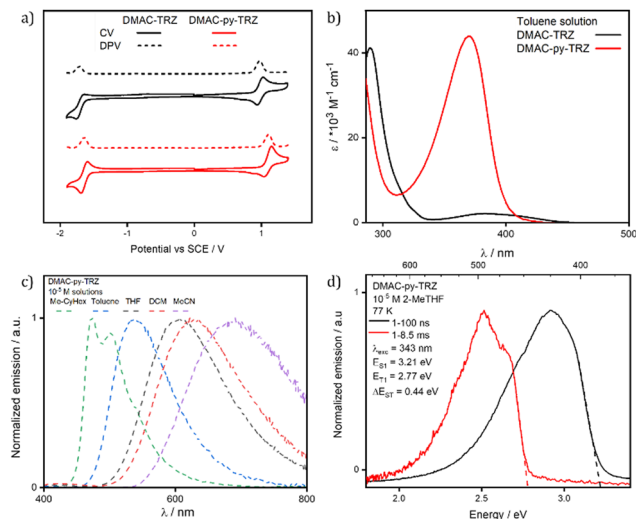 a)
DMAC-TRZ DMAC-py-TRZ
CV
DPV
-2 -1 0 1
Potential vs SCE / V
b)
Toluene solution
DMAC-TRZ
DMAC-py-TRZ
40
20
0
ε / *10³ M⁻¹ cm⁻¹
300 400 500
λ / nm
c)
DMAC-py-TRZ
10⁻⁵ M solutions
Me-CyHex Toluene THF DCM MeCN
1
0
Normalized emission / a.u.
400 600 800
λ / nm
d)
600 500 400
DMAC-py-TRZ
10⁻⁵ M 2-MeTHF
77 K
1-100 ns
1-8.5 ms
λexc = 343 nm
ES1 = 3.21 eV
ET1 = 2.77 eV
ΔEST = 0.44 eV
1
0
Normalized emission / a.u.
2.0 2.5 3.0
Energy / eV